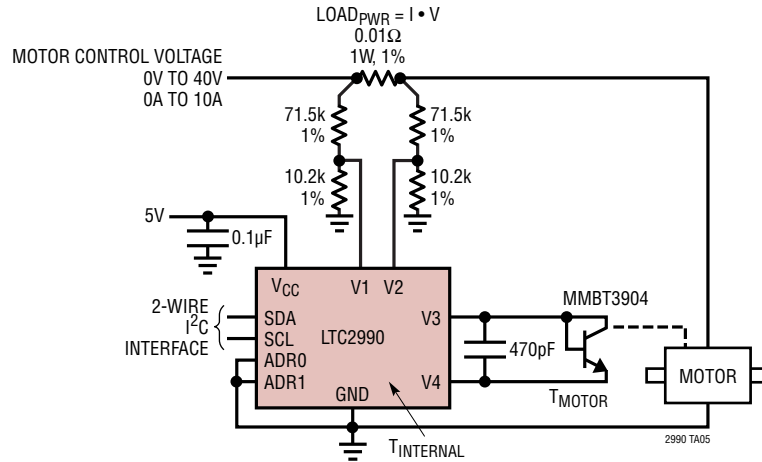 LOADPWR = I • V
0.01Ω
1W, 1%
MOTOR CONTROL VOLTAGE
0V TO 40V
0A TO 10A
71.5k
1%
71.5k
1%
10.2k
1%
10.2k
1%
5V
0.1µF
VCC
V1
V2
2-WIRE
I2C
INTERFACE
SDA
SCL
ADR0
ADR1
LTC2990
V3
V4
GND
470pF
MMBT3904
TMOTOR
MOTOR
TINTERNAL
2990 TA05